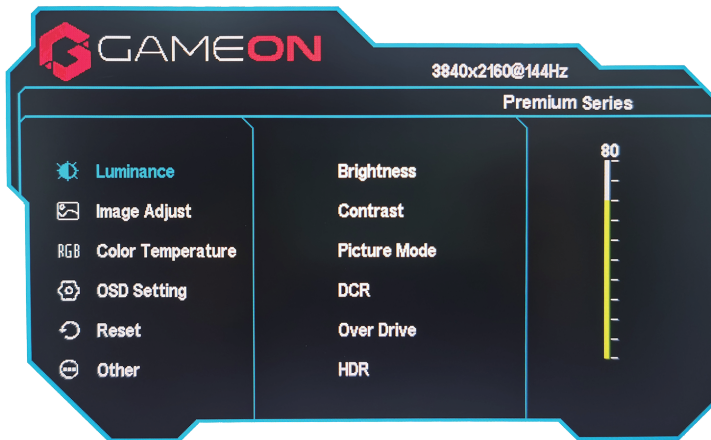 GAMEON
3840x2160@144Hz
Premium Series
Luminance
Image Adjust
RGB Color Temperature
OSD Setting
Reset
Other
Brightness
Contrast
Picture Mode
DCR
Over Drive
HDR
80